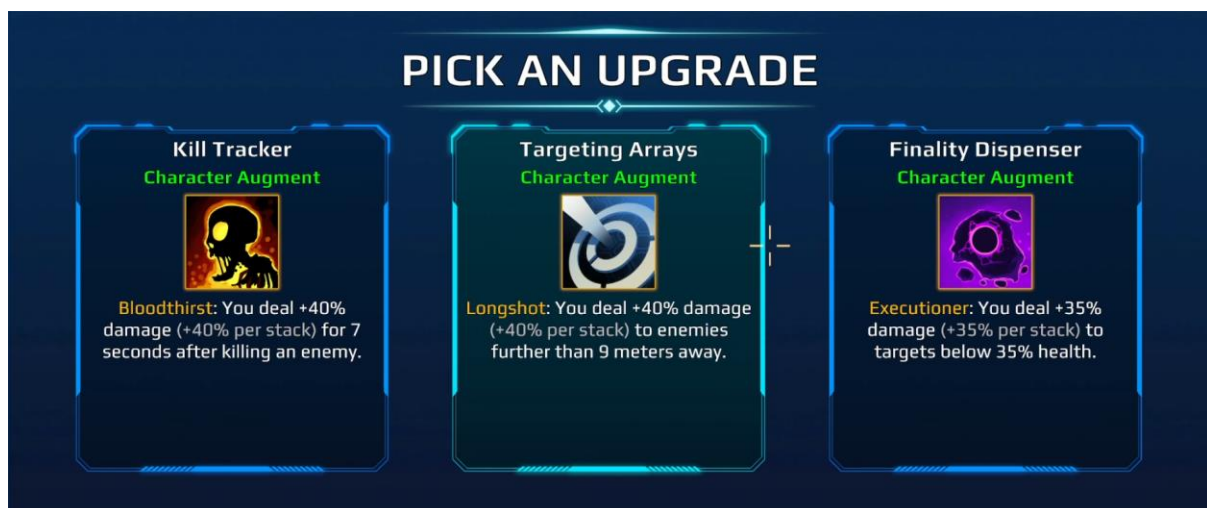 PICK AN UPGRADE
Kill Tracker
Character Augment
Bloodthirst: You deal +40%
damage (+40% per stack) for 7
seconds after killing an enemy.
Targeting Arrays
Character Augment
Longshot: You deal +40% damage
(+40% per stack) to enemies
further than 9 meters away.
Finality Dispenser
Character Augment
Executioner: You deal +35%
damage (+35% per stack) to
targets below 35% health.